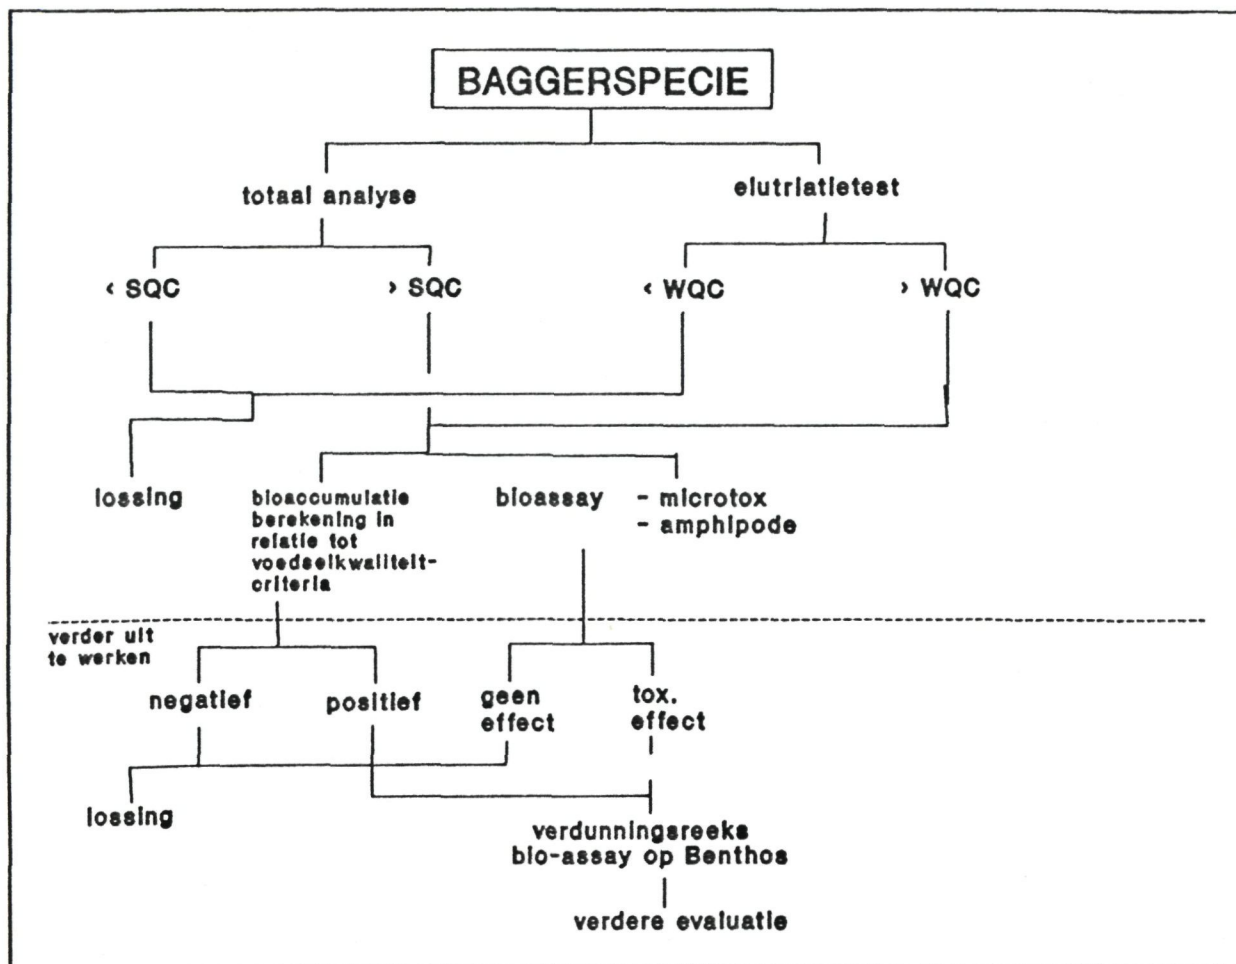 BAGGERSPECIE
totaal analyse
elutriatietest
< SQC
> SQC
< WQC
> WQC
lossing
bioaccumulatie
berekening in
relatie tot
voedselkwaliteit-
criteria
bioassay
- microtox
- amphipode
verder uit
te werken
negatief
positief
geen
effect
tox.
effect
lossing
verdunningsreeks
bio-assay op Benthos
verdere evaluatie